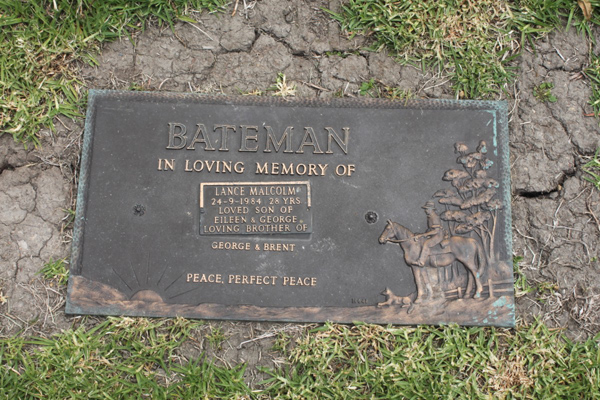 BATEMAN
IN LOVING MEMORY OF
LANCE MALCOLM
24-9-1984 28 YRS
LOVED SON OF
EILEEN & GEORGE
LOVING BROTHER OF
GEORGE & BRENT
PEACE, PERFECT PEACE